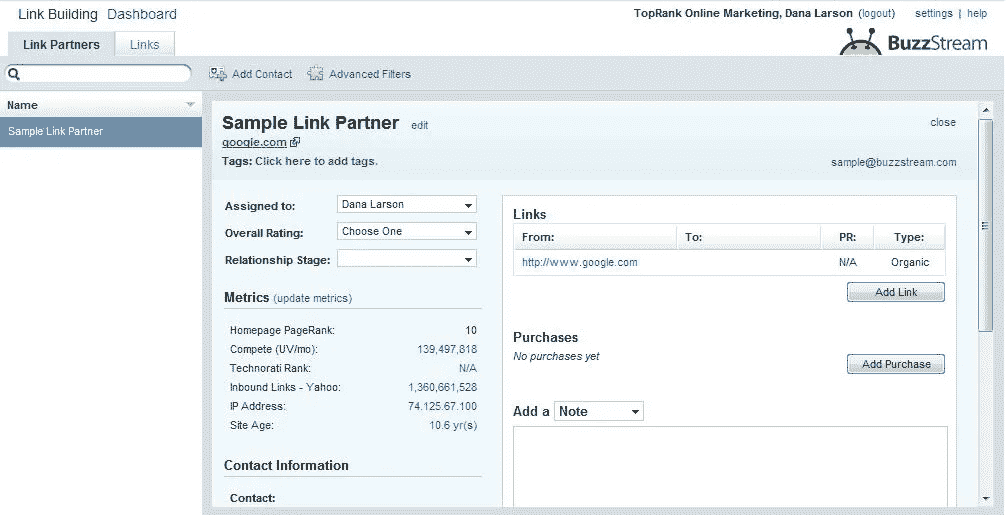 Link Building Dashboard
TopRank Online Marketing, Dana Larson (logout) settings | help
Link Partners Links
BuzzStream
Add Contact Advanced Filters
Name
Sample Link Partner
Sample Link Partner edit
close
google.com
Tags: Click here to add tags.
sample@buzzstream.com
Assigned to: Dana Larson
Overall Rating: Choose One
Relationship Stage:
Metrics (update metrics)
Homepage PageRank: 10
Compete (UV/mo): 139,497,818
Technorati Rank: N/A
Inbound Links - Yahoo: 1,360,661,528
IP Address: 74.125.67.100
Site Age: 10.6 yr(s)
Contact Information
Contact:
Links
From: To: PR: Type:
http://www.google.com N/A Organic
Add Link
Purchases
No purchases yet
Add Purchase
Add a Note